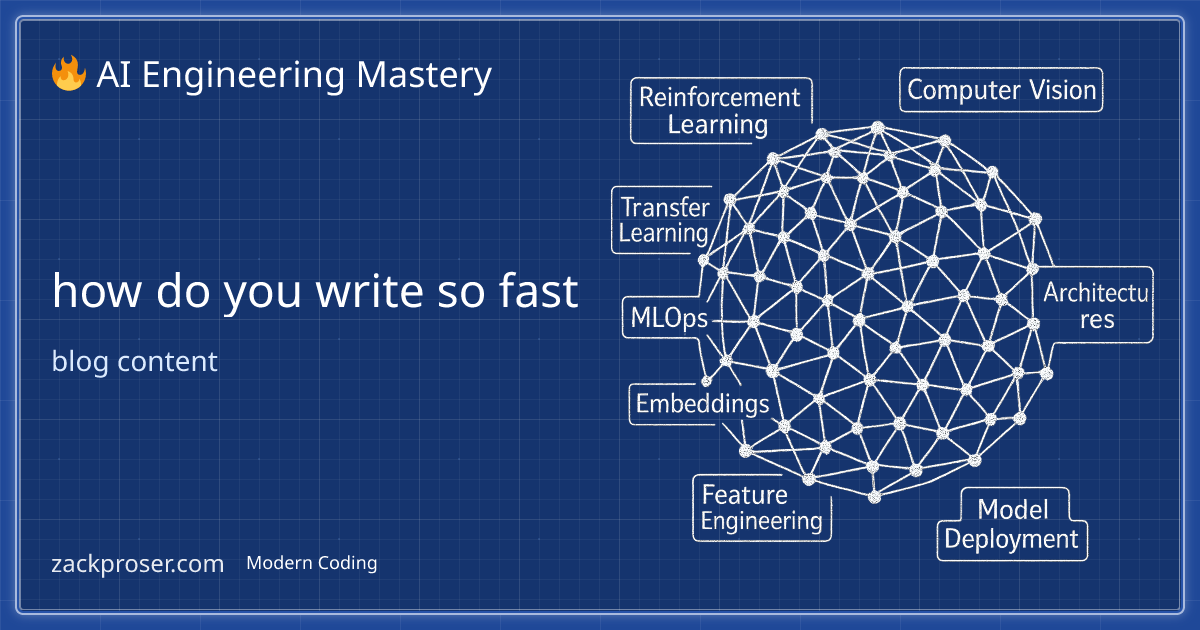 🔥 AI Engineering Mastery
how do you write so fast
blog content
zackproser.com
Modern Coding
Reinforcement
Learning
Computer Vision
Transfer
Learning
MLOps
Architectu
res
Embeddings
Feature
Engineering
Model
Deployment